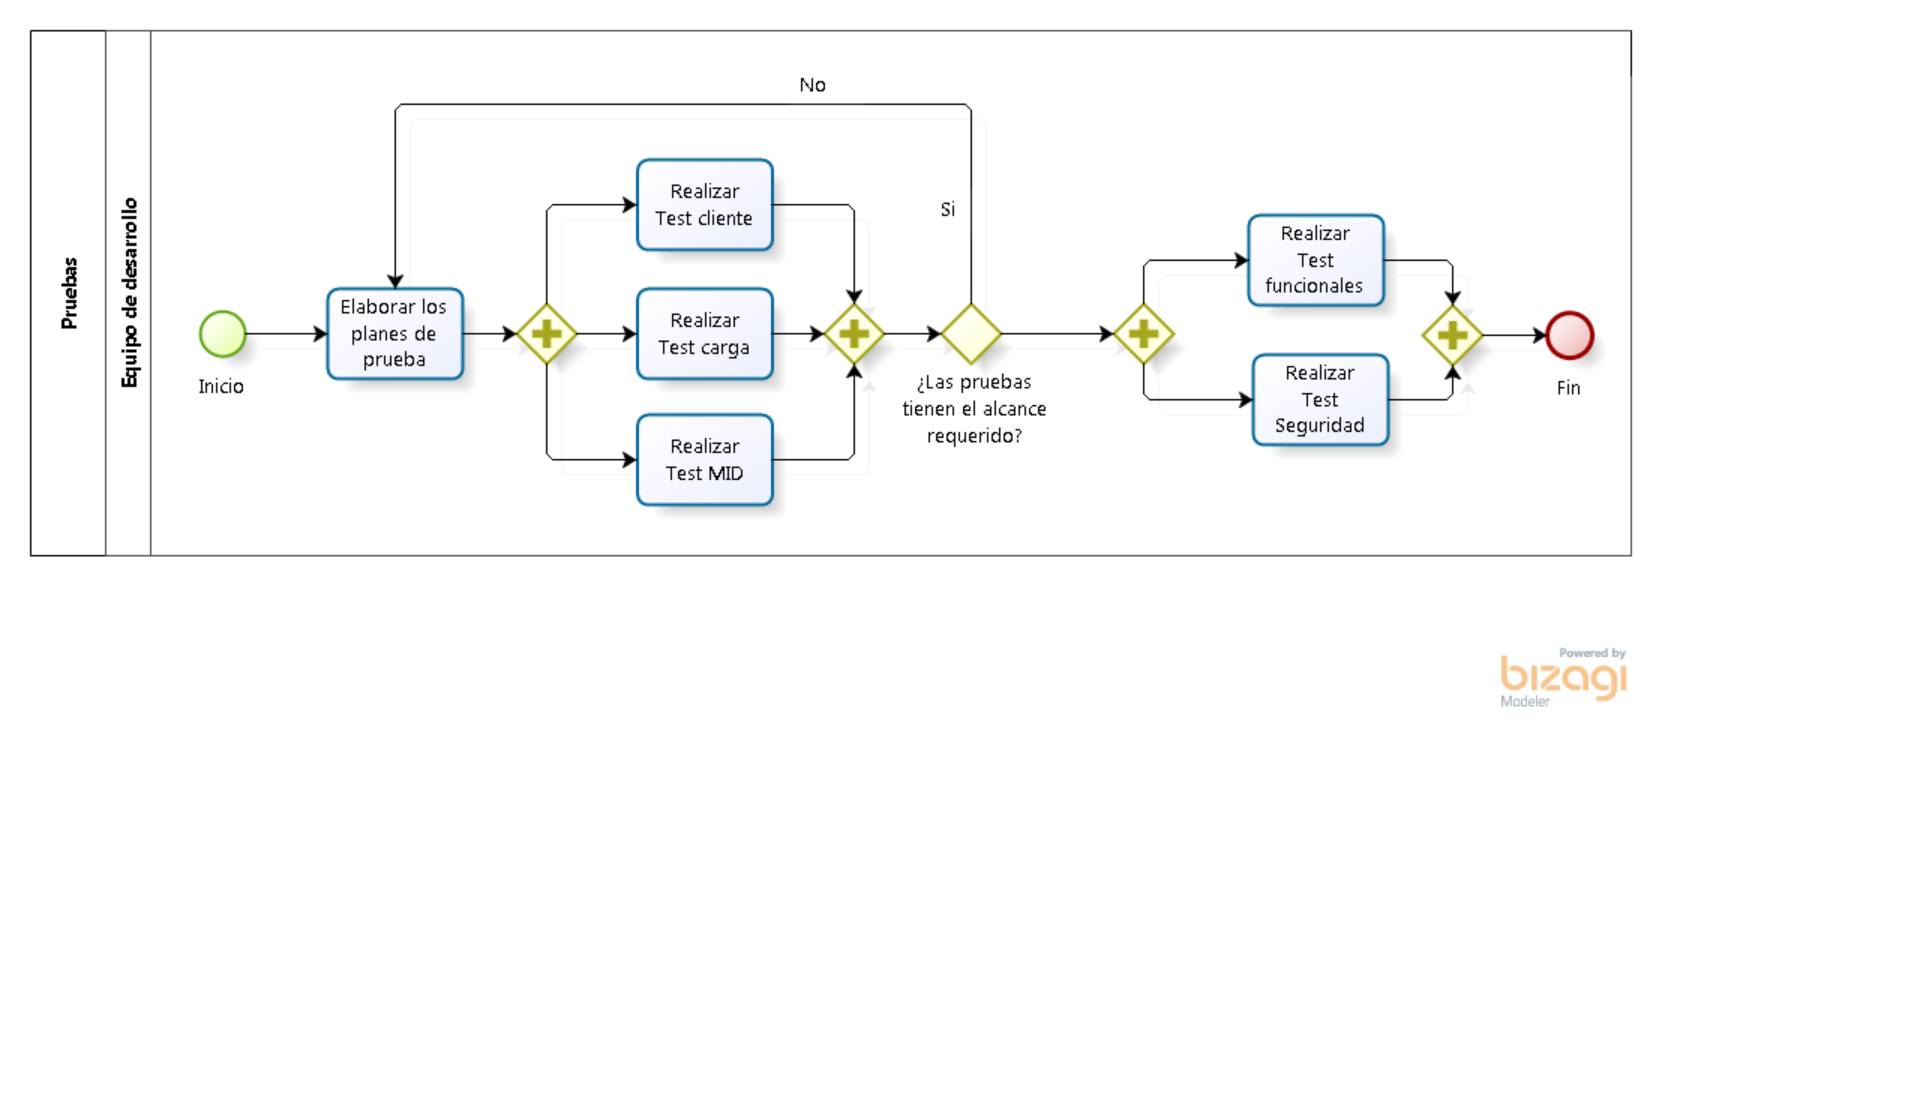 Pruebas
Equipo de desarrollo
Inicio
Elaborar los
planes de
prueba
No
Realizar
Test cliente
Realizar
Test carga
Realizar
Test MID
Si
¿Las pruebas
tienen el alcance
requerido?
Realizar
Test
funcionales
Realizar
Test
Seguridad
Fin
Powered by
bizagi
Modeler